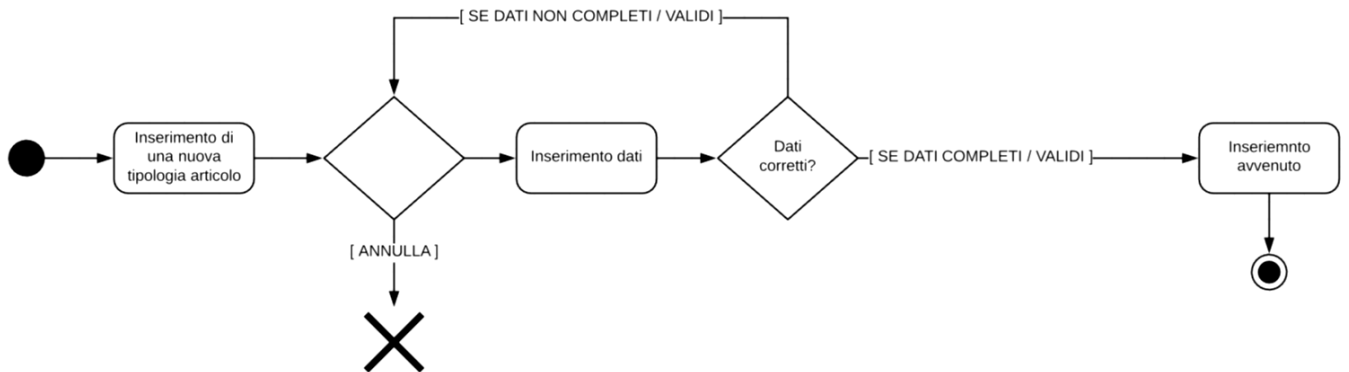 [ SE DATI NON COMPLETI / VALIDI ]
Inserimento di
una nuova
tipologia articolo
Inserimento dati
Dati
corretti?
[ SE DATI COMPLETI / VALIDI ]
Inseriemnto
avvenuto
[ ANNULLA ]